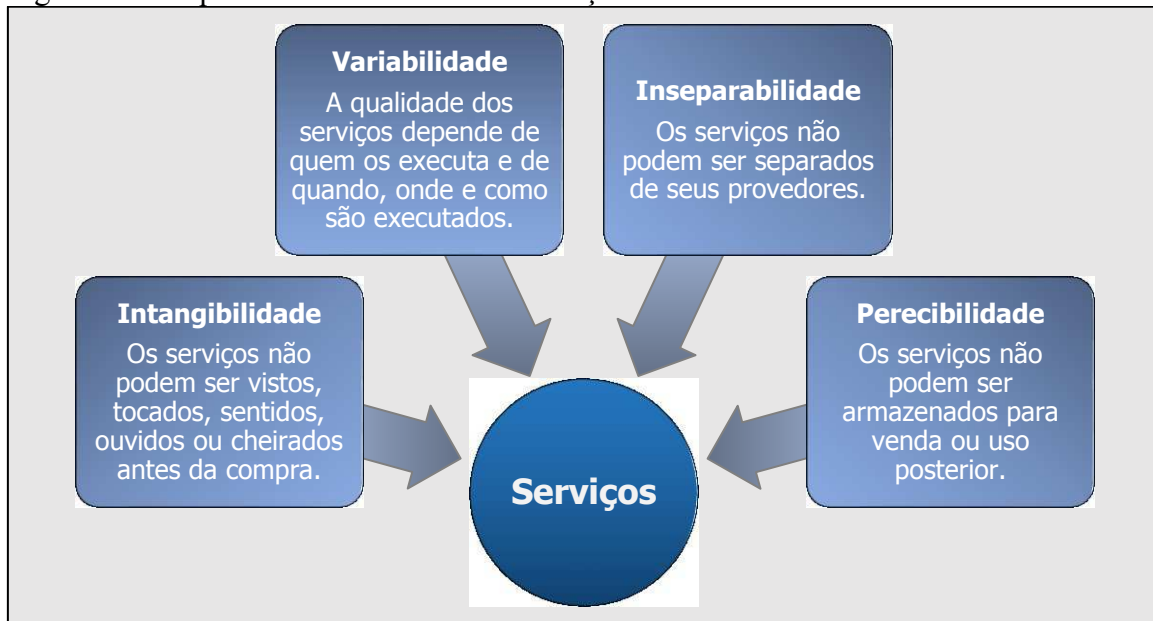 Variabilidade
A qualidade dos
serviços depende de
quem os executa e de
quando, onde e como
são executados.
Inseparabilidade
Os serviços não
podem ser separados
de seus provedores.
Intangibilidade
Os serviços não
podem ser vistos,
tocados, sentidos,
ouvidos ou cheirados
antes da compra.
Perecibilidade
Os serviços não
podem ser
armazenados para
venda ou uso
posterior.
Serviços